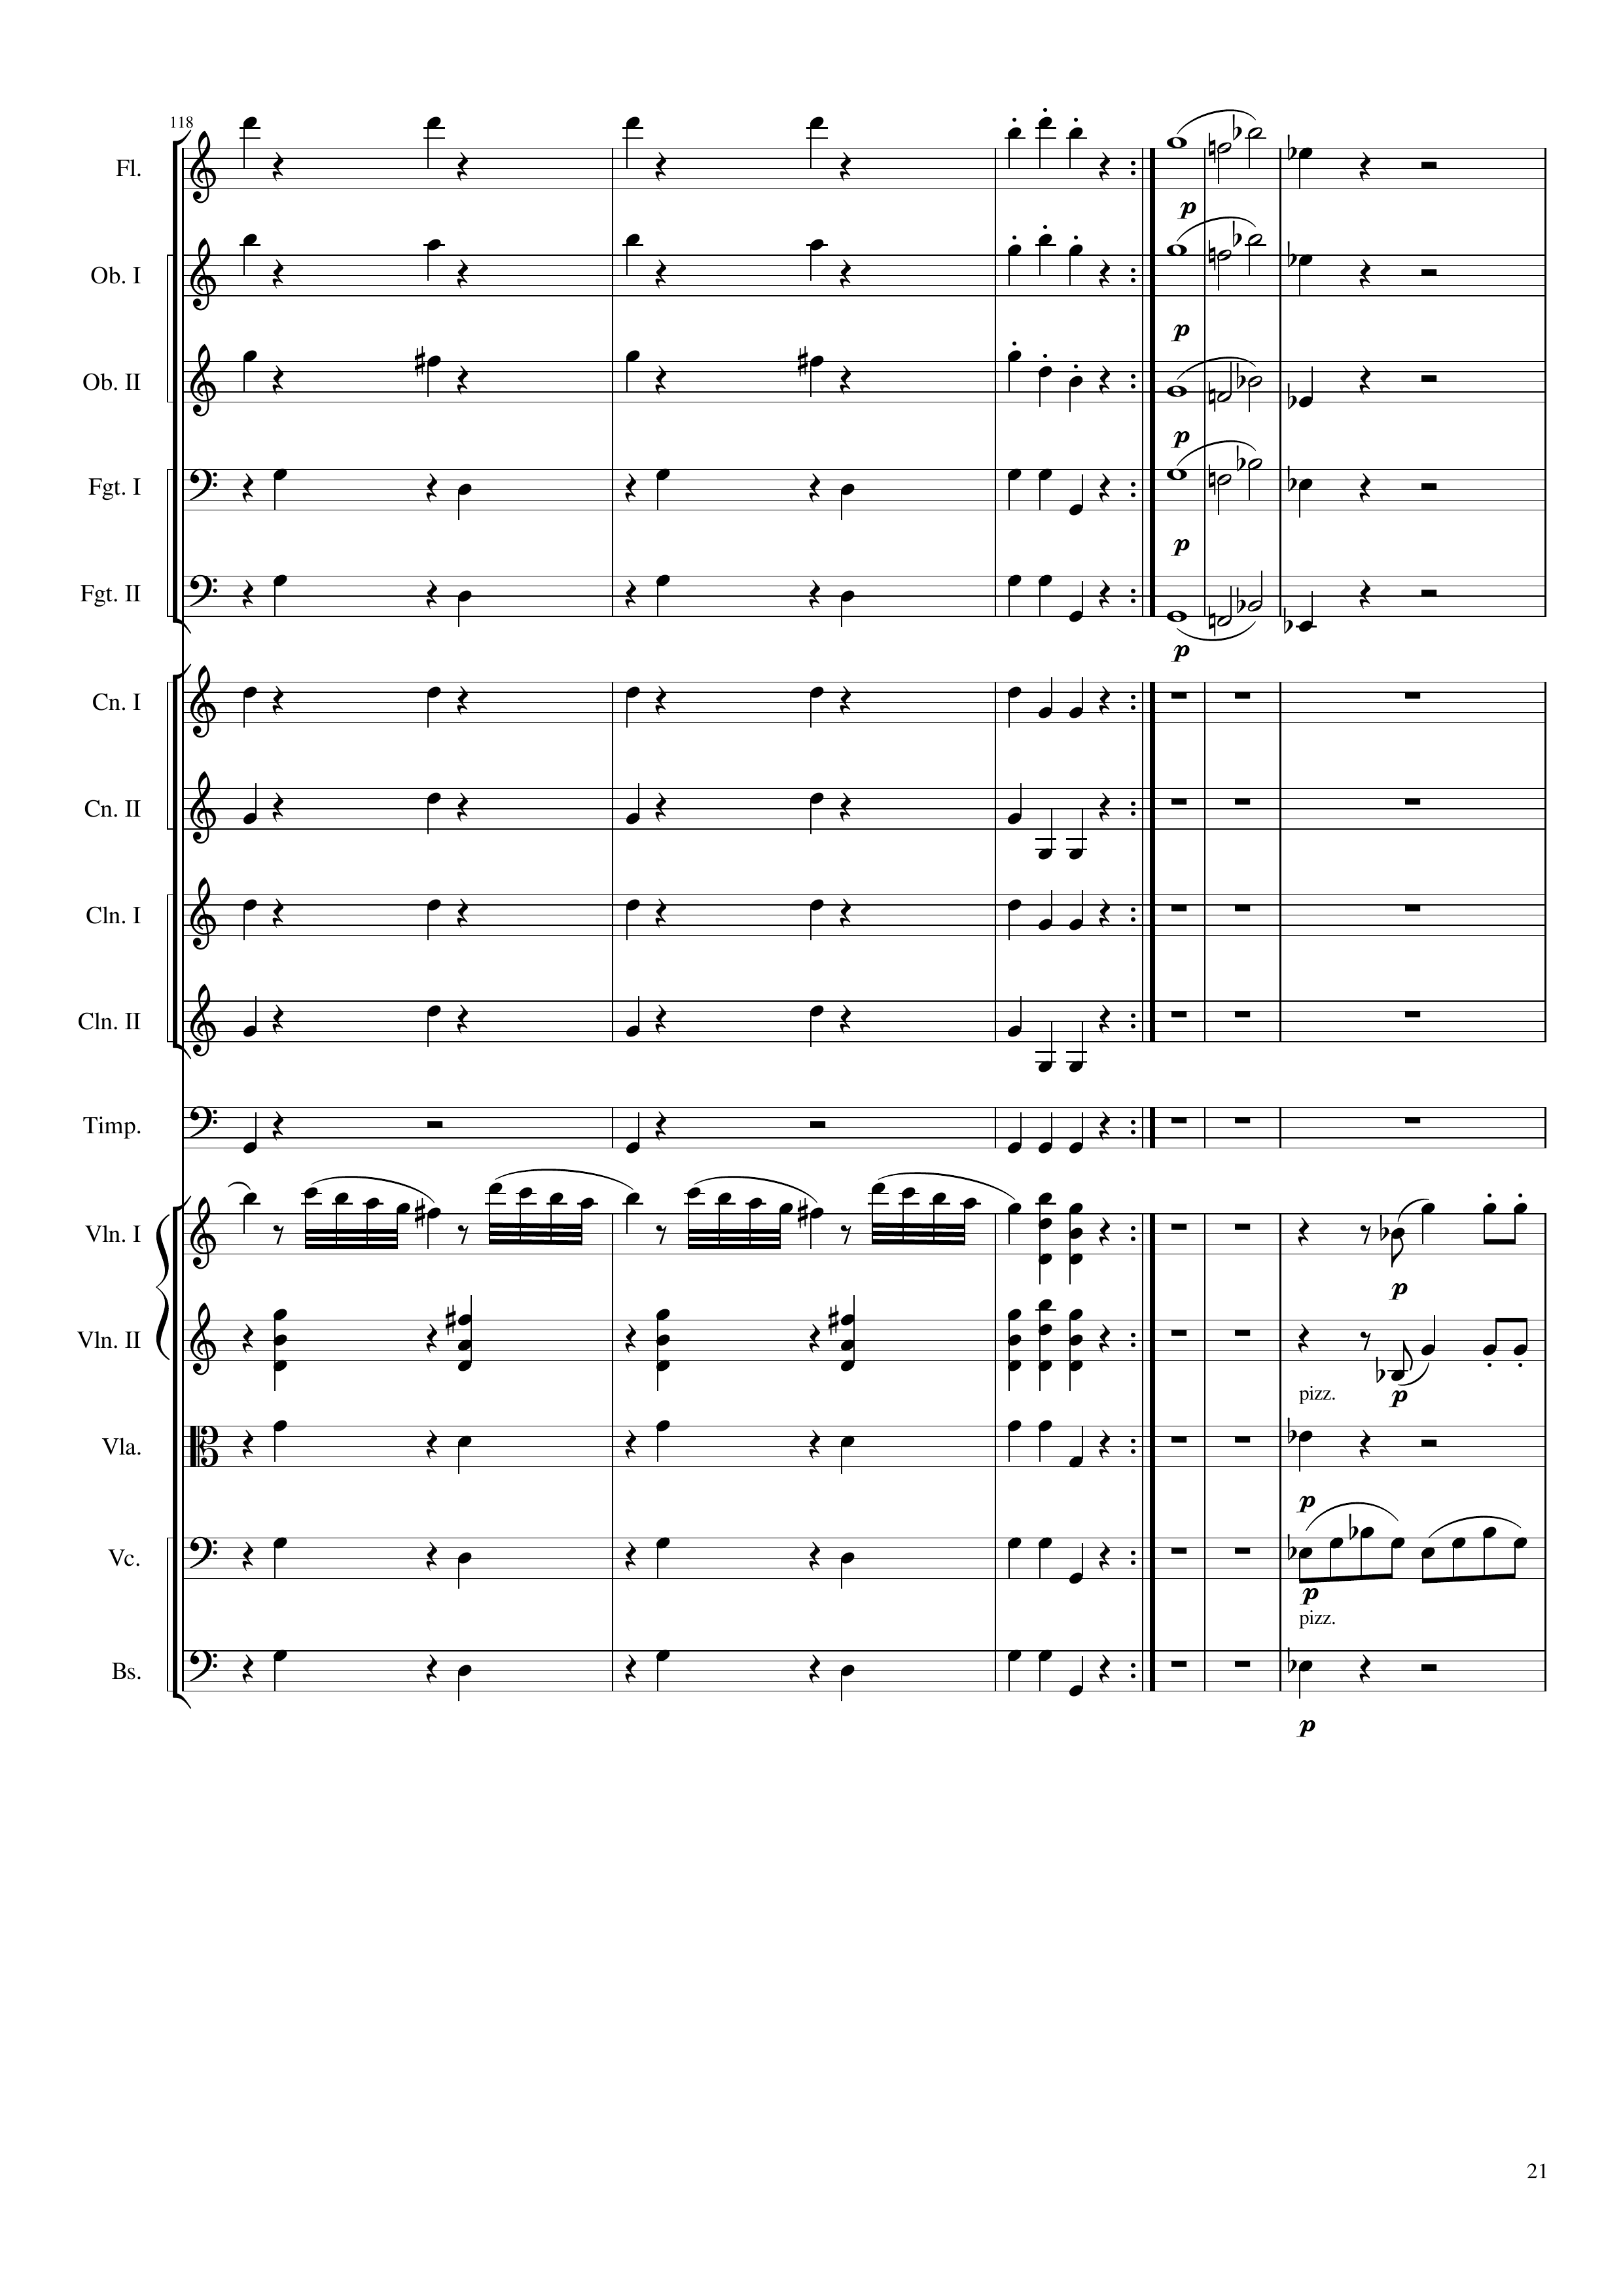 118
Fl.
p
Ob. I
p
Ob. II
p
Fgt. I
p
Fgt. II
p
Cn. I
Cn. II
Cln. I
Cln. II
Timp.
Vln. I
p
Vln. II
pizz. p
Vla.
p
Vc.
p
pizz.
Bs.
p
21